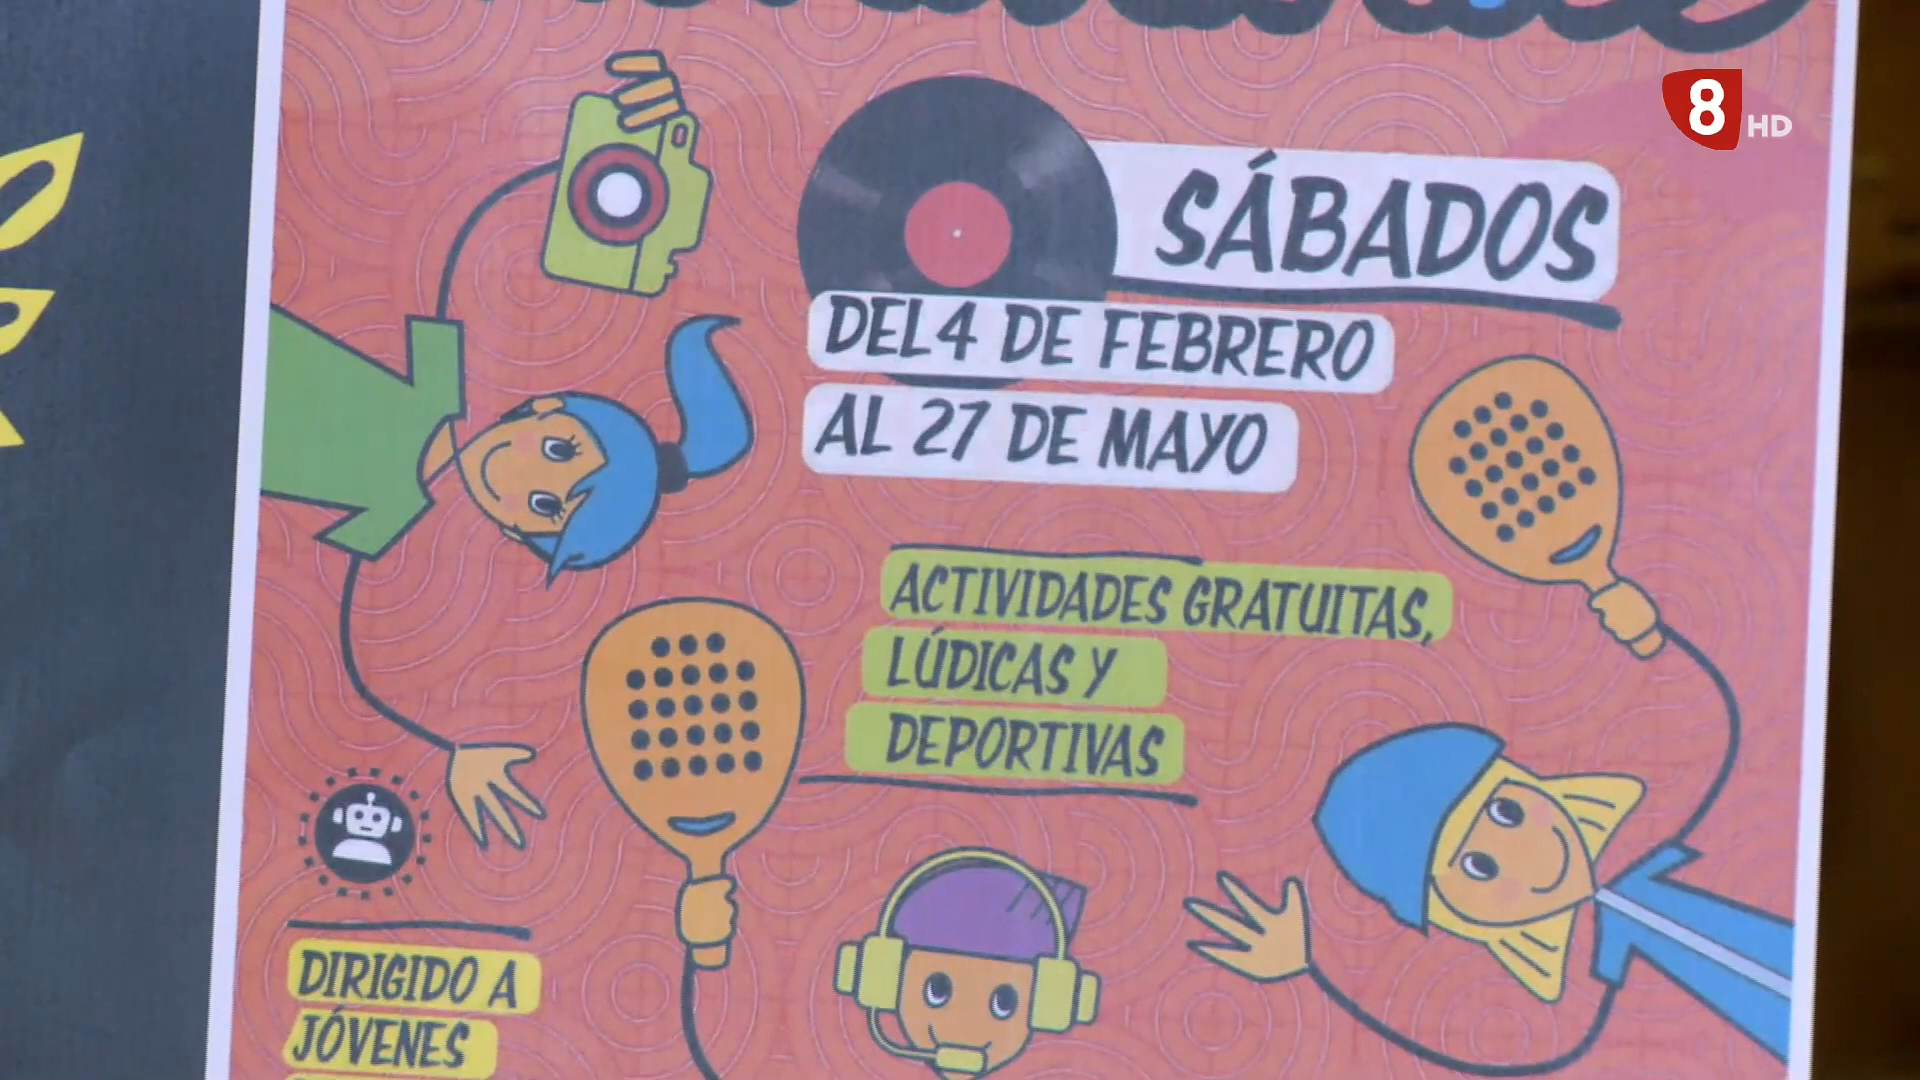 8 HD
SÁBADOS
DEL 4 DE FEBRERO
AL 27 DE MAYO
ACTIVIDADES GRATUITAS,
LÚDICAS Y
DEPORTIVAS
DIRIGIDO A
JÓVENES